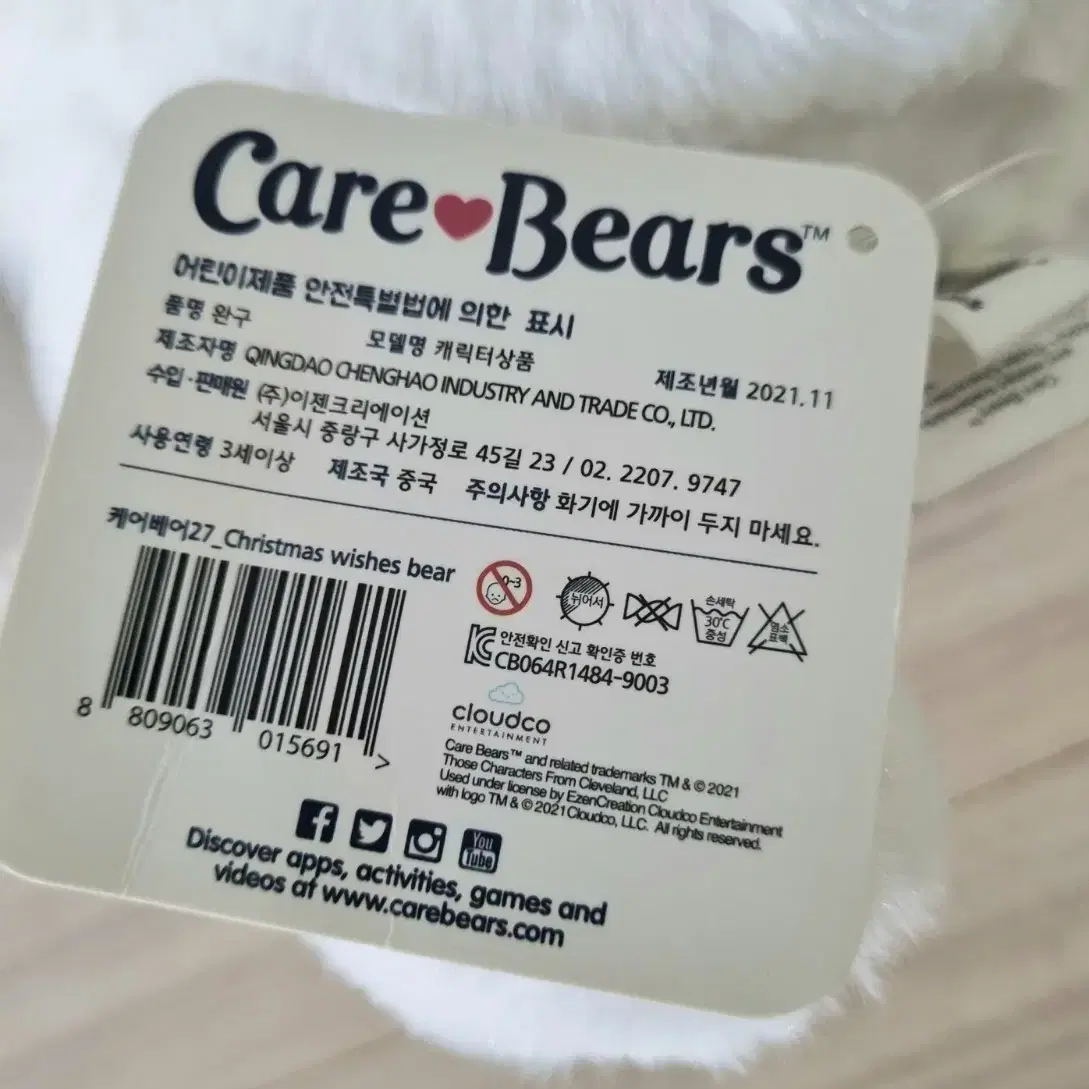 Care Bears™
어린이제품 안전특별법에 의한 표시
품명 완구 모델명 캐릭터상품 제조년월 2021.11
제조자명 QINGDAO CHENGHAO INDUSTRY AND TRADE CO., LTD.
수입·판매원 (주)이젠크리에이션
서울시 중랑구 사가정로 45길 23 / 02. 2207. 9747
사용연령 3세이상 제조국 중국 주의사항 화기에 가까이 두지 마세요.
케어베어27_Christmas wishes bear
0-3
뉘어서
손세탁
30℃
중성
염소
표백
안전확인 신고 확인증 번호
CB064R1484-9003
8 809063 015691 >
cloudco
ENTERTAINMENT
Care Bears™ and related trademarks TM & © 2021
Those Characters From Cleveland, LLC
Used under license by EzenCreation Cloudco Entertainment
with logo TM & © 2021 Cloudco, LLC. All rights reserved.
You
Tube
Discover apps, activities, games and
videos at www.carebears.com